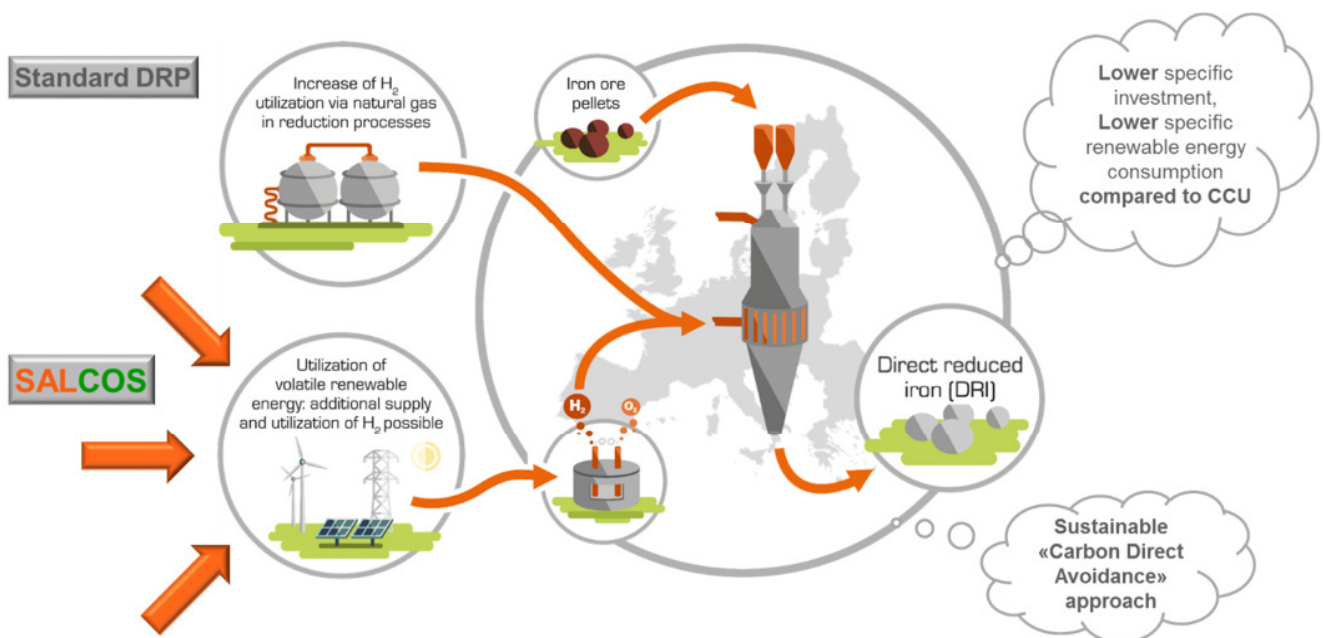 Standard DRP
Increase of H₂
utilization via natural gas
in reduction processes
Iron ore
pellets
Lower specific
investment,
Lower specific
renewable energy
consumption
compared to CCU
SALCOS
Utilization of
volatile renewable
energy: additional supply
and utilization of H₂ possible
H₂
O₂
Direct reduced
iron (DRI)
Sustainable
«Carbon Direct
Avoidance»
approach